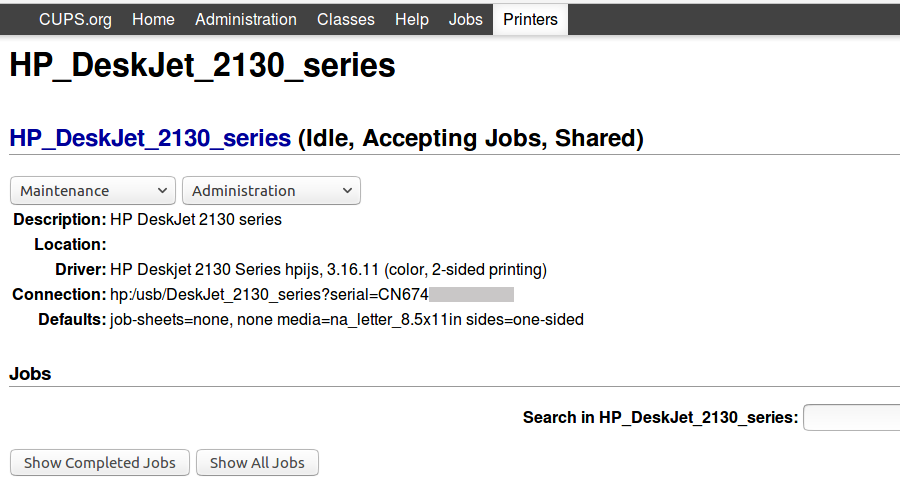 CUPS.org Home Administration Classes Help Jobs Printers
HP_DeskJet_2130_series
HP_DeskJet_2130_series (Idle, Accepting Jobs, Shared)
Maintenance Administration
Description: HP DeskJet 2130 series
Location:
Driver: HP Deskjet 2130 Series hpijs, 3.16.11 (color, 2-sided printing)
Connection: hp:/usb/DeskJet_2130_series?serial=CN674
Defaults: job-sheets=none, none media=na_letter_8.5x11in sides=one-sided
Jobs
Search in HP_DeskJet_2130_series:
Show Completed Jobs Show All Jobs